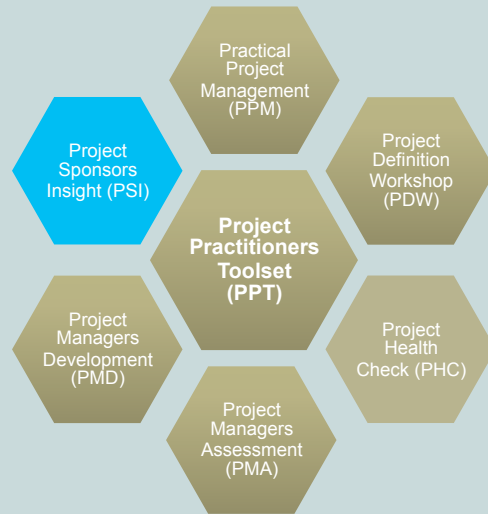 Practical
Project
Management
(PPM)
Project
Sponsors
Insight (PSI)
Project
Definition
Workshop
(PDW)
Project
Practitioners
Toolset
(PPT)
Project
Managers
Development
(PMD)
Project
Health
Check (PHC)
Project
Managers
Assessment
(PMA)